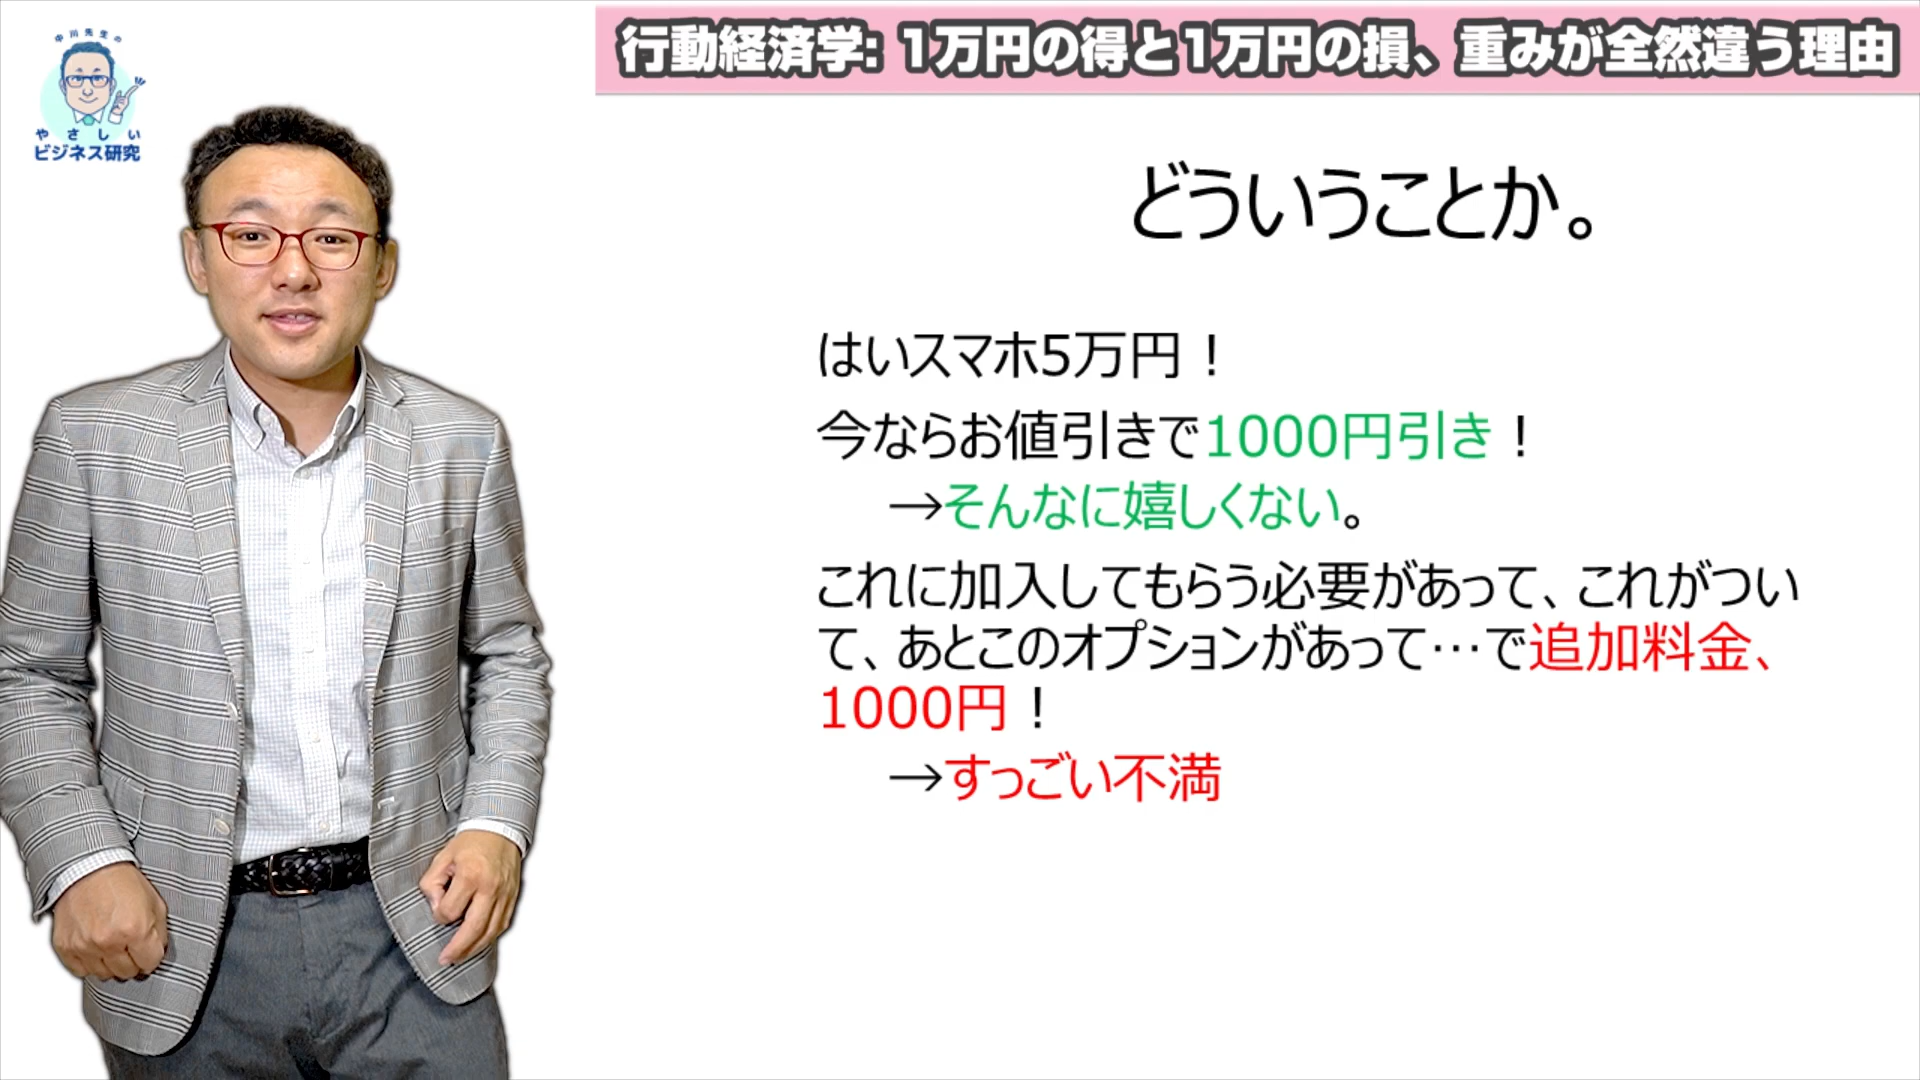 中川先生の
やさしい
ビジネス研究
行動経済学: 1万円の得と1万円の損、重みが全然違う理由
どういうことか。
はいスマホ5万円！
今ならお値引きで1000円引き！
→そんなに嬉しくない。
これに加入してもらう必要があって、これがつい
て、あとこのオプションがあって…で追加料金、
1000円！
→すっごい不満